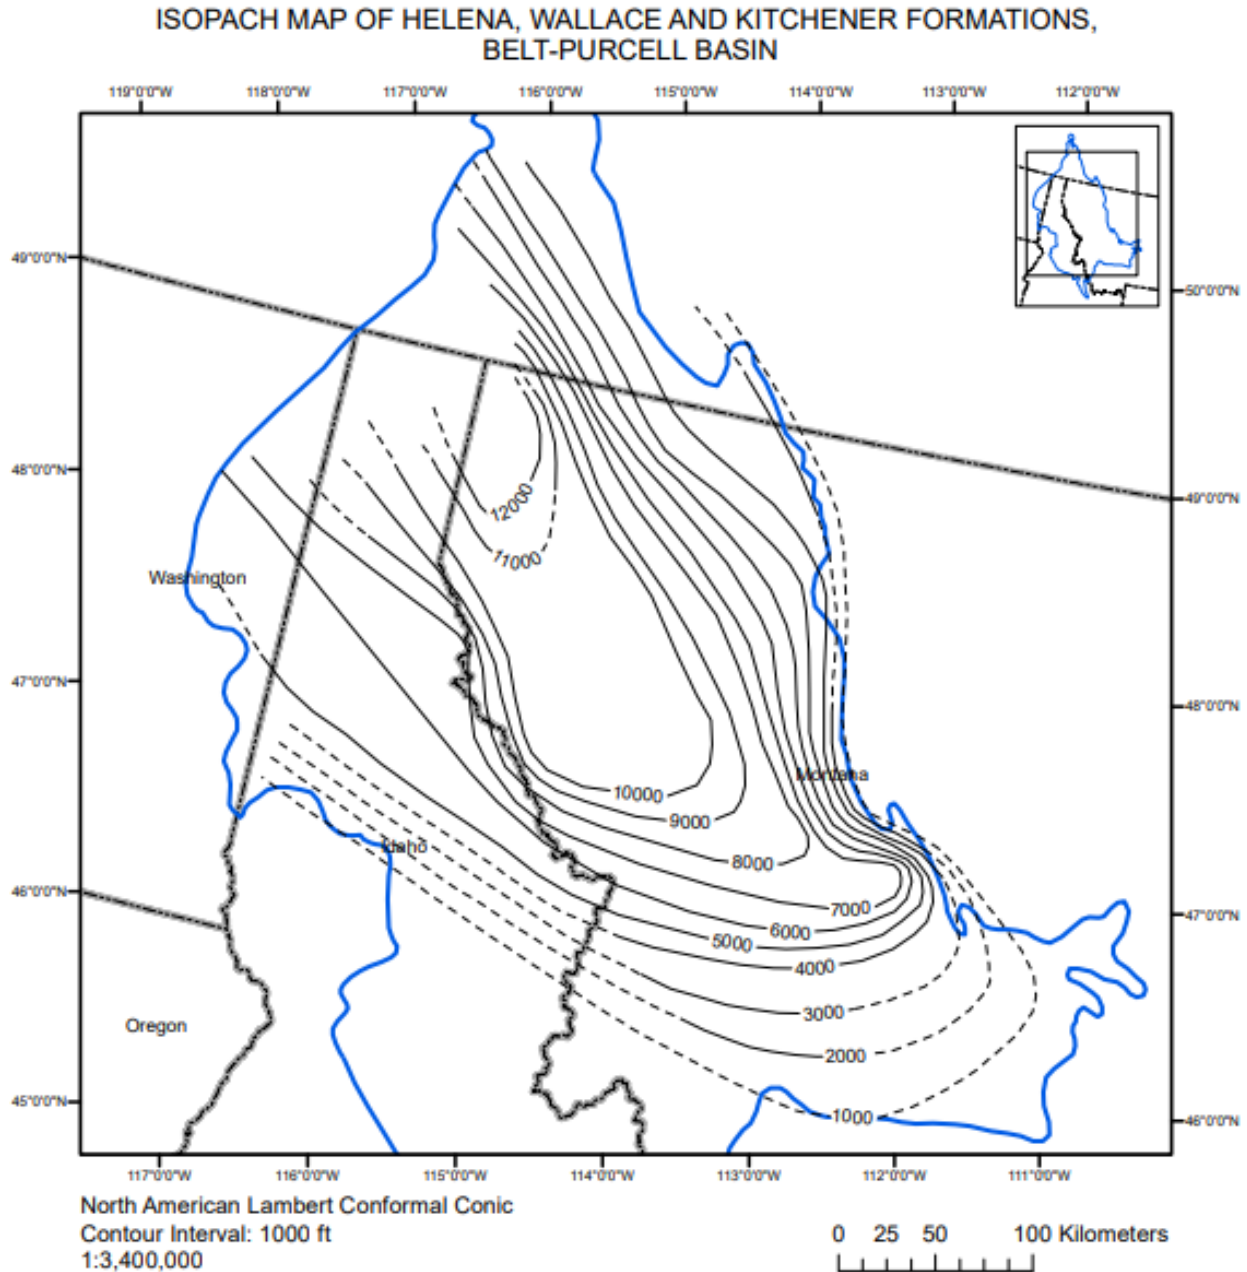 ISOPACH MAP OF HELENA, WALLACE AND KITCHENER FORMATIONS,
BELT-PURCELL BASIN
119°0'0"W 118°0'0"W 117°0'0"W 116°0'0"W 115°0'0"W 114°0'0"W 113°0'0"W 112°0'0"W
49°0'0"N
50°0'0"N
48°0'0"N
49°0'0"N
12000
11000
Washington
47°0'0"N
48°0'0"N
Montana
10000
9000
Idaho
8000
46°0'0"N
47°0'0"N
7000
6000
5000
4000
3000
Oregon
2000
45°0'0"N
46°0'0"N
1000
117°0'0"W 116°0'0"W 115°0'0"W 114°0'0"W 113°0'0"W 112°0'0"W 111°0'0"W
North American Lambert Conformal Conic
Contour Interval: 1000 ft
1:3,400,000
0 25 50 100 Kilometers